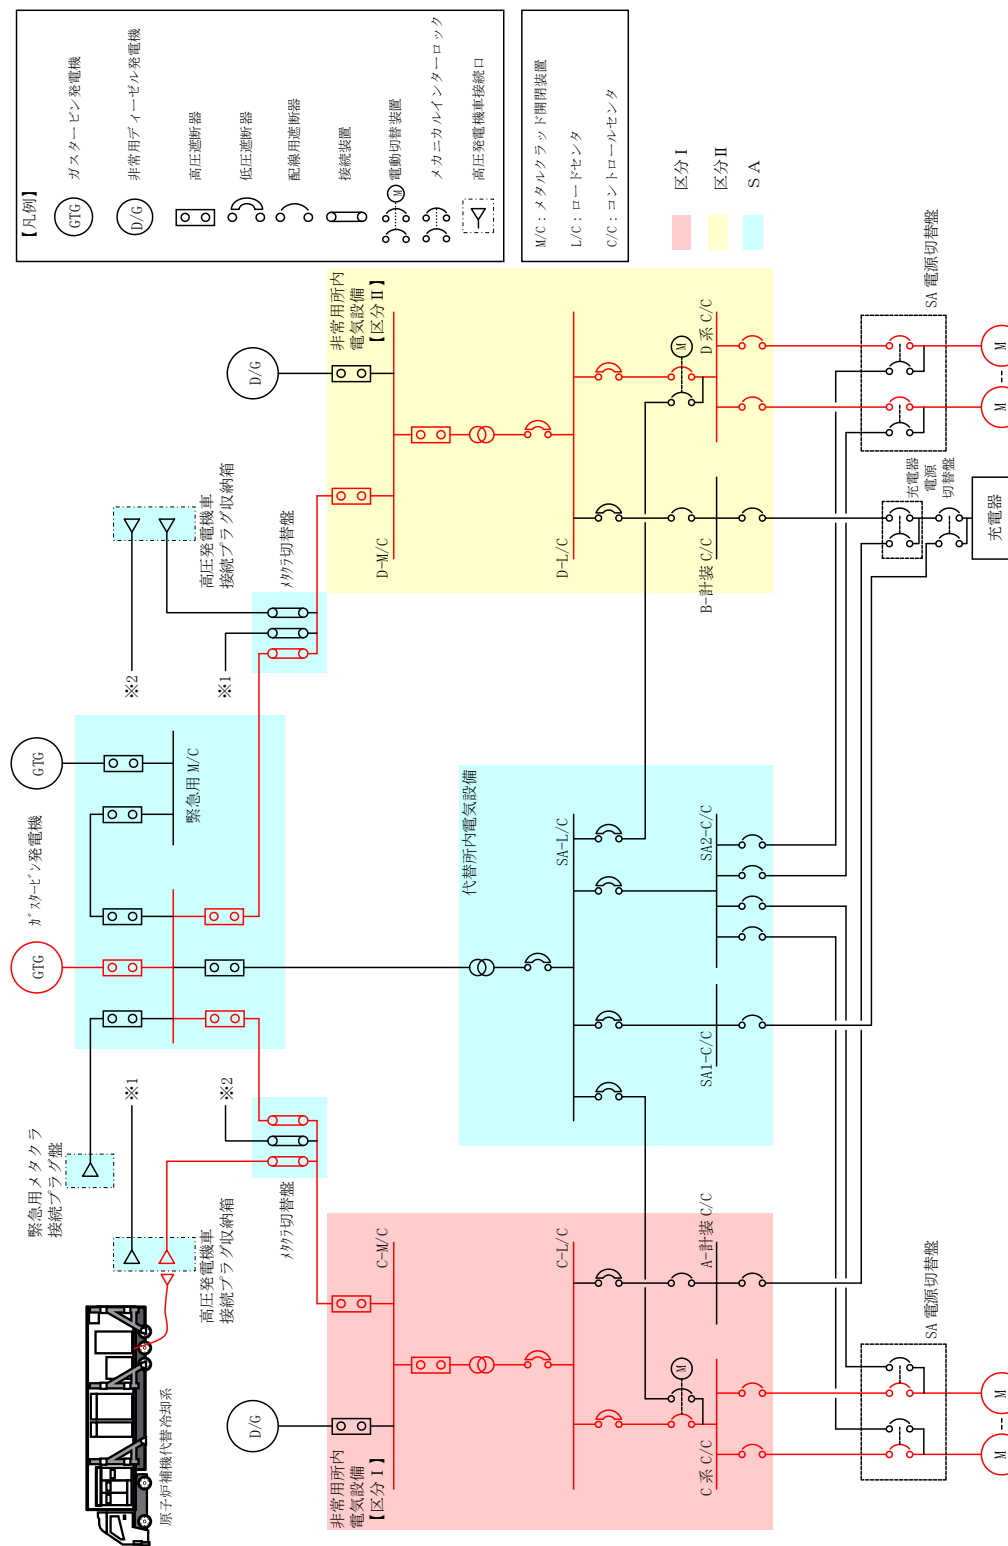 【凡例】
GTG
ガスタービン発電機
D/G
非常用ディーゼル発電機
高圧遮断器
低圧遮断器
配線用遮断器
接続装置
M
電動切替装置
メカニカルインターロック
高圧発電機車接続口
M/C：メタルクラッド開閉装置
L/C：ロードセンタ
C/C：コントロールセンタ
区分Ⅰ
区分Ⅱ
SA
原子炉補機代替冷却系
緊急用メタクラ
接続プラグ盤
高圧発電機車
接続プラグ収納箱
※1
※2
ﾒﾀｸﾗ切替盤
GTG
ｶﾞｽﾀｰﾋﾞﾝ発電機
GTG
緊急用 M/C
※2
※1
高圧発電機車
接続プラグ収納箱
ﾒﾀｸﾗ切替盤
D/G
非常用所内
電気設備
【区分Ⅰ】
C-M/C
C-L/C
M
C系 C/C
A-計装 C/C
代替所内電気設備
SA-L/C
SA1-C/C
SA2-C/C
D/G
非常用所内
電気設備
【区分Ⅱ】
D-M/C
D-L/C
M
B-計装 C/C
D系 C/C
SA 電源切替盤
M
M
充電器
電源
切替盤
充電器
SA 電源切替盤
M
M